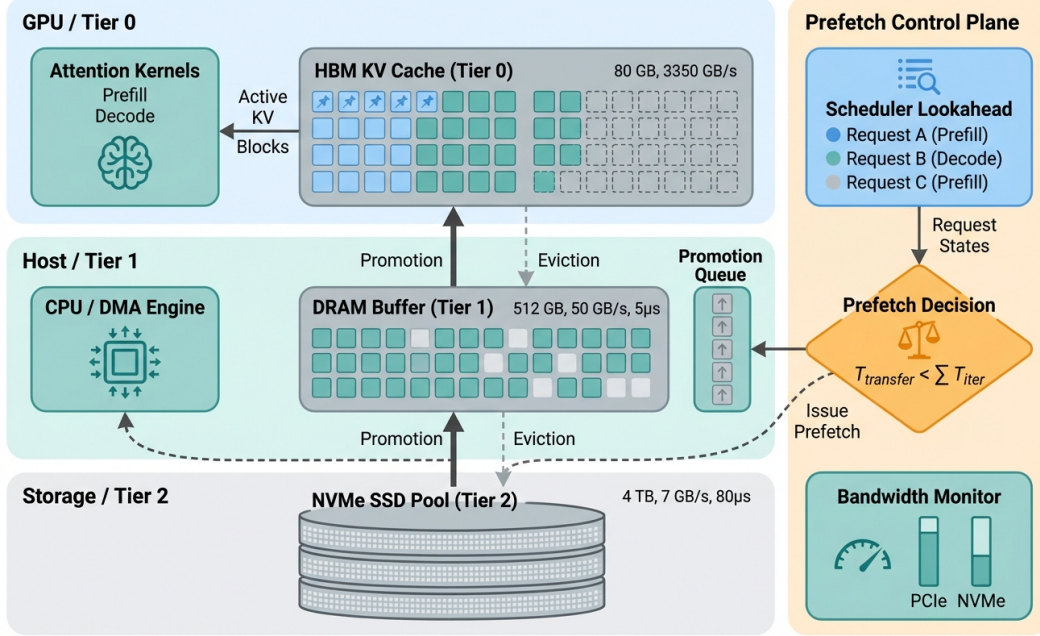 GPU / Tier 0
Attention Kernels
Prefill
Decode
Active
KV
Blocks
HBM KV Cache (Tier 0)
80 GB, 3350 GB/s
Promotion
Eviction
Host / Tier 1
CPU / DMA Engine
DRAM Buffer (Tier 1)
512 GB, 50 GB/s, 5μs
Promotion
Queue
Promotion
Eviction
Storage / Tier 2
NVMe SSD Pool (Tier 2)
4 TB, 7 GB/s, 80μs
Prefetch Control Plane
Scheduler Lookahead
Request A (Prefill)
Request B (Decode)
Request C (Prefill)
Request
States
Prefetch Decision
T_transfer < ∑ T_iter
Issue
Prefetch
Bandwidth Monitor
PCIe NVMe